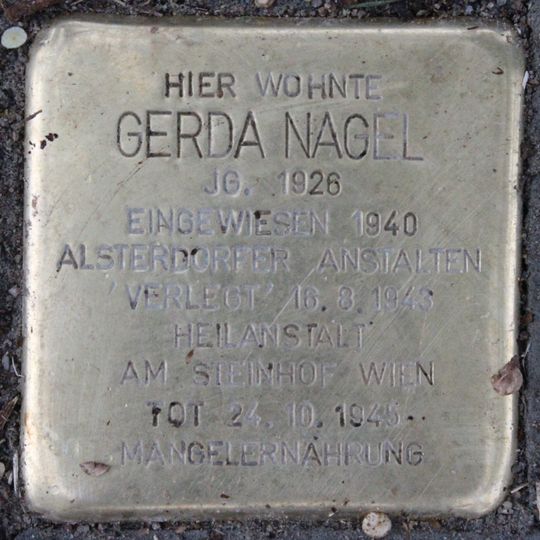 HIER WOHNTE
GERDA NAGEL
JG. 1926
EINGEWIESEN 1940
ALSTERDORFER ANSTALTEN
'VERLEGT' 16.8.1943
HEILANSTALT
AM STEINHOF WIEN
TOT 24.10.1945
MANGELERNÄHRUNG